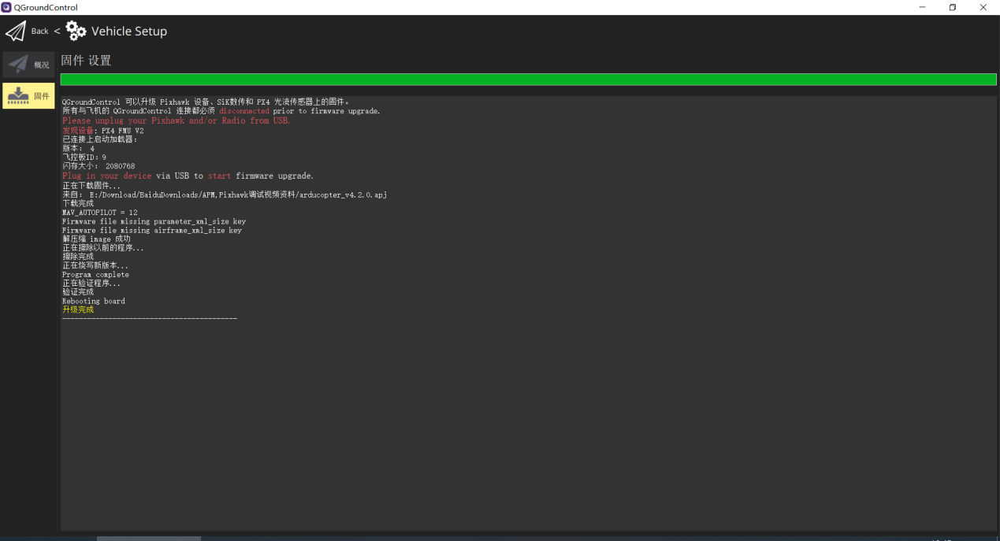 QGroundControl
Back < Vehicle Setup
概况
固件 设置
固件
QGroundControl 可以升级 Pixhawk 设备、SiK数传和 PX4 光流传感器上的固件。
所有与飞机的 QGroundControl 连接都必须 disconnected prior to firmware upgrade.
Please unplug your Pixhawk and/or Radio from USB.
发现设备: PX4 FMU V2
已连接上启动加载器:
版本: 4
飞控板ID: 9
闪存大小: 2080768
Plug in your device via USB to start firmware upgrade.
正在下载固件...
来自: E:/Download/BaiduDownloads/APM,Pixhawk调试视频资料/arducopter_v4.2.0.apj
下载完成
MAV_AUTOPILOT = 12
Firmware file missing parameter_xml_size key
Firmware file missing airframe_xml_size key
解压缩 image 成功
正在擦除以前的程序...
擦除完成
正在烧写新版本...
Program complete
正在验证程序...
验证完成
Rebooting board
升级完成
------------------------------------------